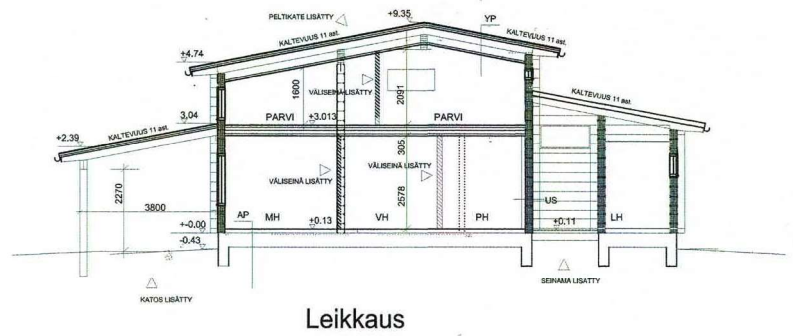 PELTIKATE LISÄTTY
+9.35
YP
KALTEVUUS 11 ast.
KALTEVUUS 11 ast.
+4.74
VÄLISEINÄ LISÄTTY
1600
2091
KALTEVUUS 11 ast.
3.04
PARVI
+3.013
PARVI
KALTEVUUS 11 ast.
+2.39
305
VÄLISEINÄ LISÄTTY
VÄLISEINÄ LISÄTTY
2270
2578
3800
US
AP
MH
+0.13
VH
PH
+0.11
LH
+-0.00
-0.43
KATOS LISÄTTY
SEINAMA LISATTY
Leikkaus